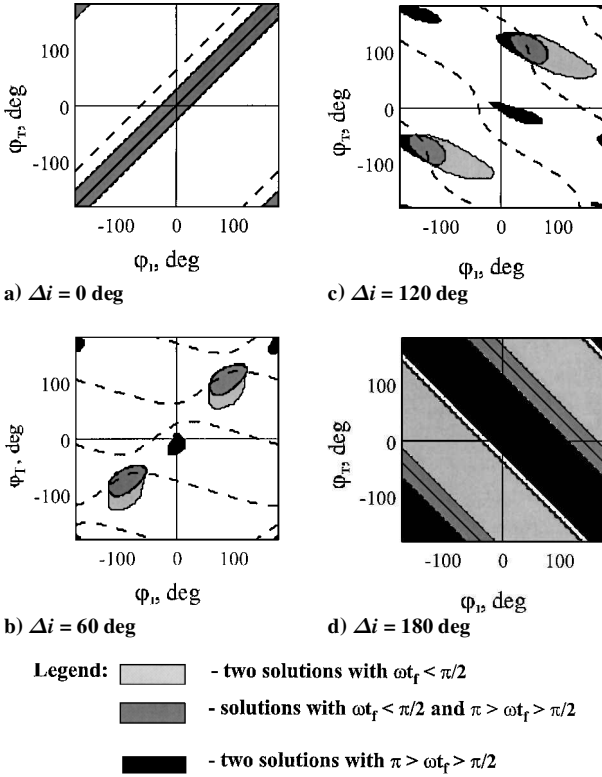 φT, deg
100
0
-100
-100 0 100
φ1, deg
a) Δi = 0 deg
φT, deg
100
0
-100
-100 0 100
φ1, deg
c) Δi = 120 deg
φT, deg
100
0
-100
-100 0 100
φ1, deg
b) Δi = 60 deg
φT, deg
100
0
-100
-100 0 100
φ1, deg
d) Δi = 180 deg
Legend:
- two solutions with ωtf < π/2
- solutions with ωtf < π/2 and π > ωtf > π/2
- two solutions with π > ωtf > π/2